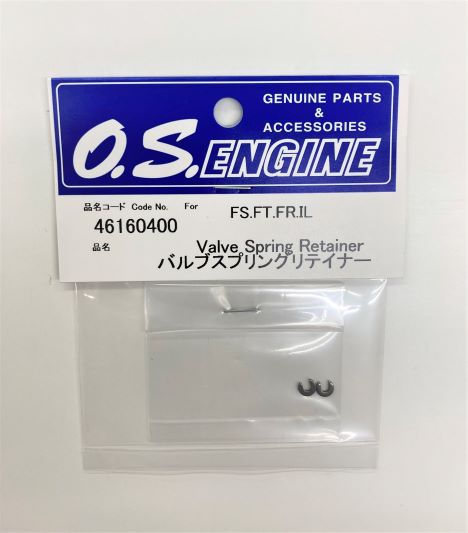 GENUINE PARTS
&
ACCESSORIES
O.S.ENGINE
品名コード Code No. For FS.FT.FR.IL
46160400
品名 Valve Spring Retainer
バルブスプリングリテイナー